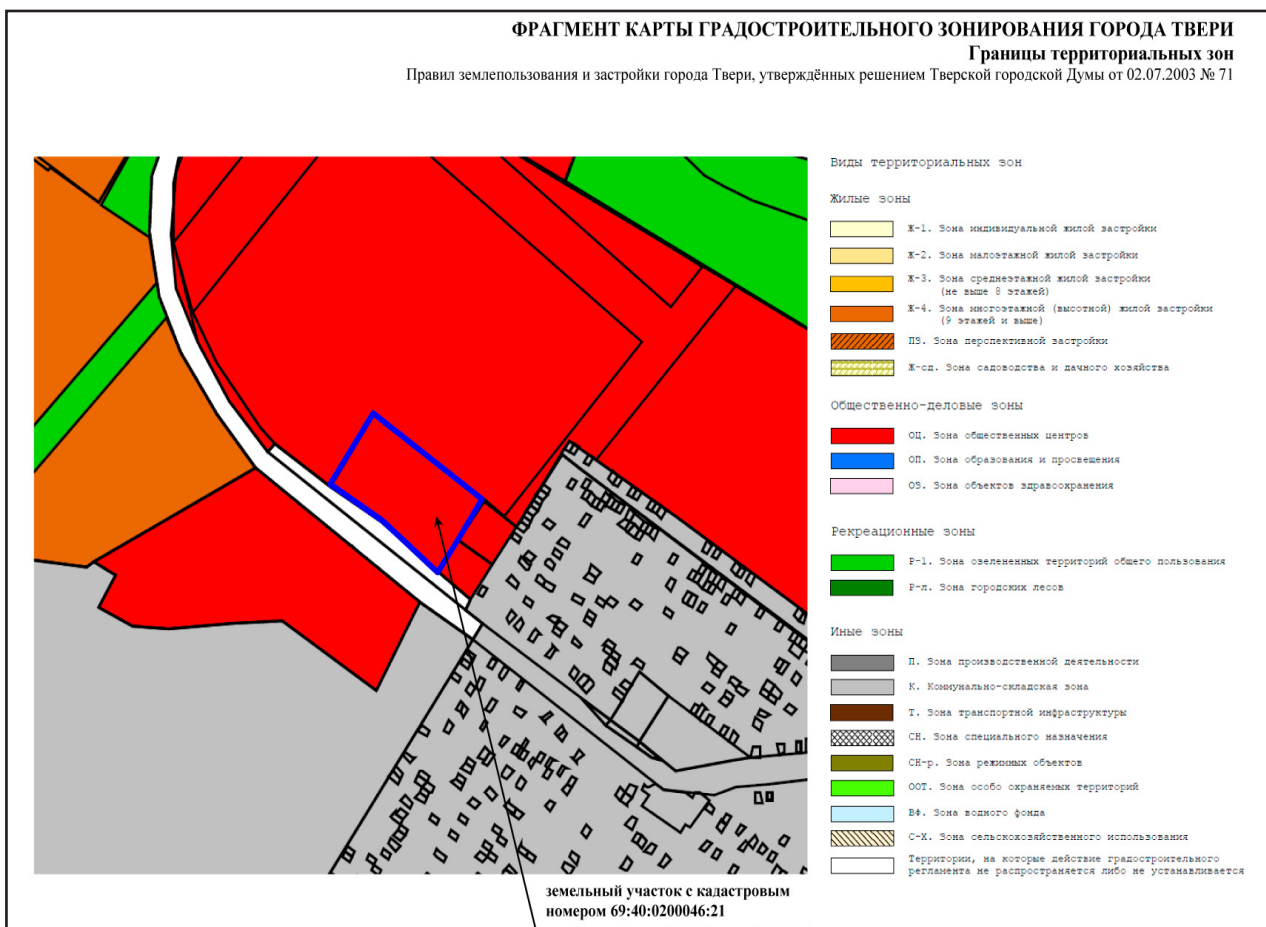 ФРАГМЕНТ КАРТЫ ГРАДОСТРОИТЕЛЬНОГО ЗОНИРОВАНИЯ ГОРОДА ТВЕРИ
Границы территориальных зон
Правил землепользования и застройки города Твери, утверждённых решением Тверской городской Думы от 02.07.2003 № 71
Виды территориальных зон
Жилые зоны
Ж-1. Зона индивидуальной жилой застройки
Ж-2. Зона малоэтажной жилой застройки
Ж-3. Зона среднеэтажной жилой застройки
(не выше 8 этажей)
Ж-4. Зона многоэтажной (высотной) жилой застройки
(9 этажей и выше)
ПЗ. Зона перспективной застройки
Ж-сд. Зона садоводства и дачного хозяйства
Общественно-деловые зоны
ОЦ. Зона общественных центров
ОП. Зона образования и просвещения
ОЗ. Зона объектов здравоохранения
Рекреационные зоны
Р-1. Зона озелененных территорий общего пользования
Р-л. Зона городских лесов
Иные зоны
П. Зона производственной деятельности
К. Коммунально-складская зона
Т. Зона транспортной инфраструктуры
СН. Зона специального назначения
СН-р. Зона режимных объектов
ООТ. Зона особо охраняемых территорий
ВФ. Зона водного фонда
С-Х. Зона сельскохозяйственного использования
Территории, на которые действие градостроительного
регламента не распространяется либо не устанавливается
земельный участок с кадастровым
номером 69:40:0200046:21